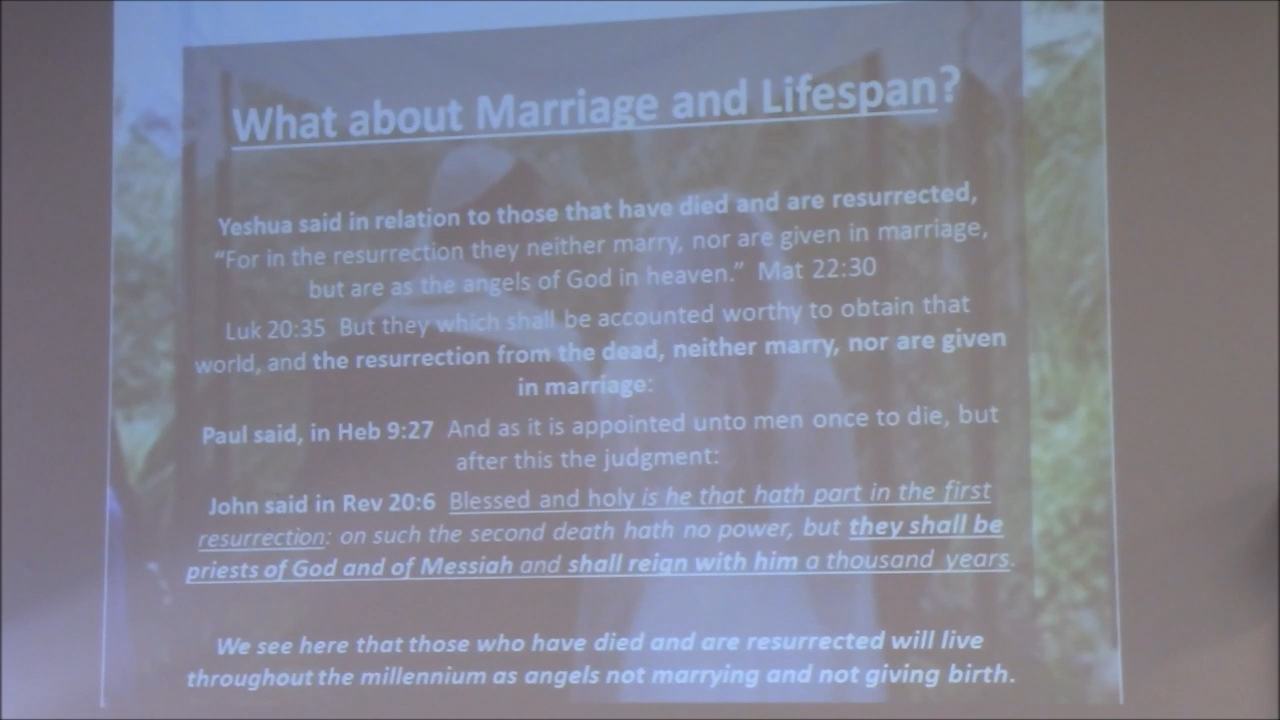 What about Marriage and Lifespan?
Yeshua said in relation to those that have died and are resurrected,
“For in the resurrection they neither marry, nor are given in marriage,
but are as the angels of God in heaven.” Mat 22:30
Luk 20:35 But they which shall be accounted worthy to obtain that
world, and the resurrection from the dead, neither marry, nor are given
in marriage:
Paul said, in Heb 9:27 And as it is appointed unto men once to die, but
after this the judgment:
John said in Rev 20:6 Blessed and holy is he that hath part in the first
resurrection: on such the second death hath no power, but they shall be
priests of God and of Messiah and shall reign with him a thousand years.
We see here that those who have died and are resurrected will live
throughout the millennium as angels not marrying and not giving birth.